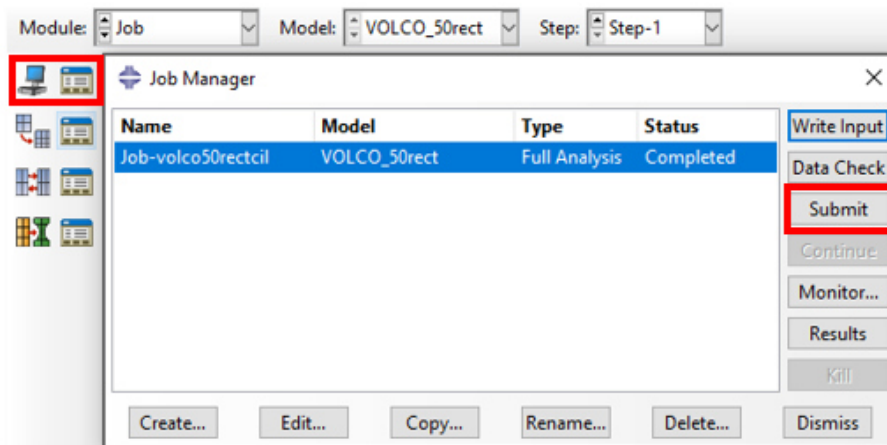 Module: Job Model: VOLCO_50rect Step: Step-1
Job Manager
Name Model Type Status
Job-volco50rectcil VOLCO_50rect Full Analysis Completed
Write Input
Data Check
Submit
Continue
Monitor...
Results
Kill
Create... Edit... Copy... Rename... Delete... Dismiss